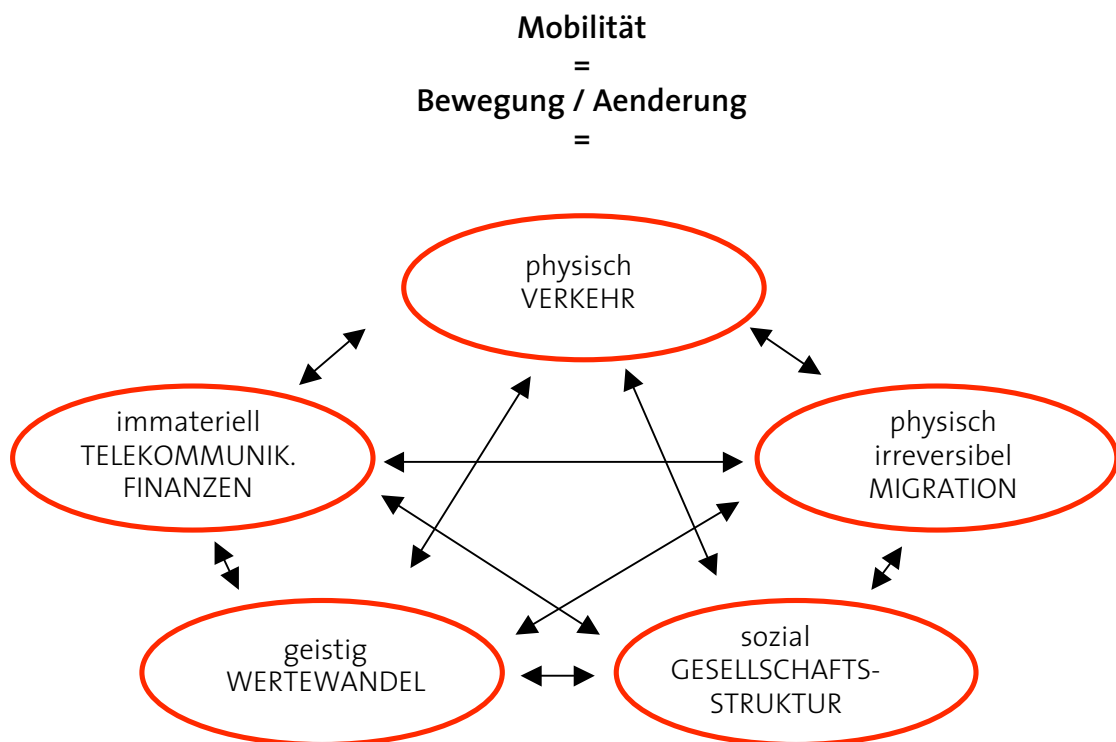 Mobilität
=
Bewegung / Aenderung
=
physisch
VERKEHR
immateriell
TELEKOMMUNIK.
FINANZEN
physisch
irreversibel
MIGRATION
geistig
WERTEWANDEL
sozial
GESELLSCHAFTS-
STRUKTUR